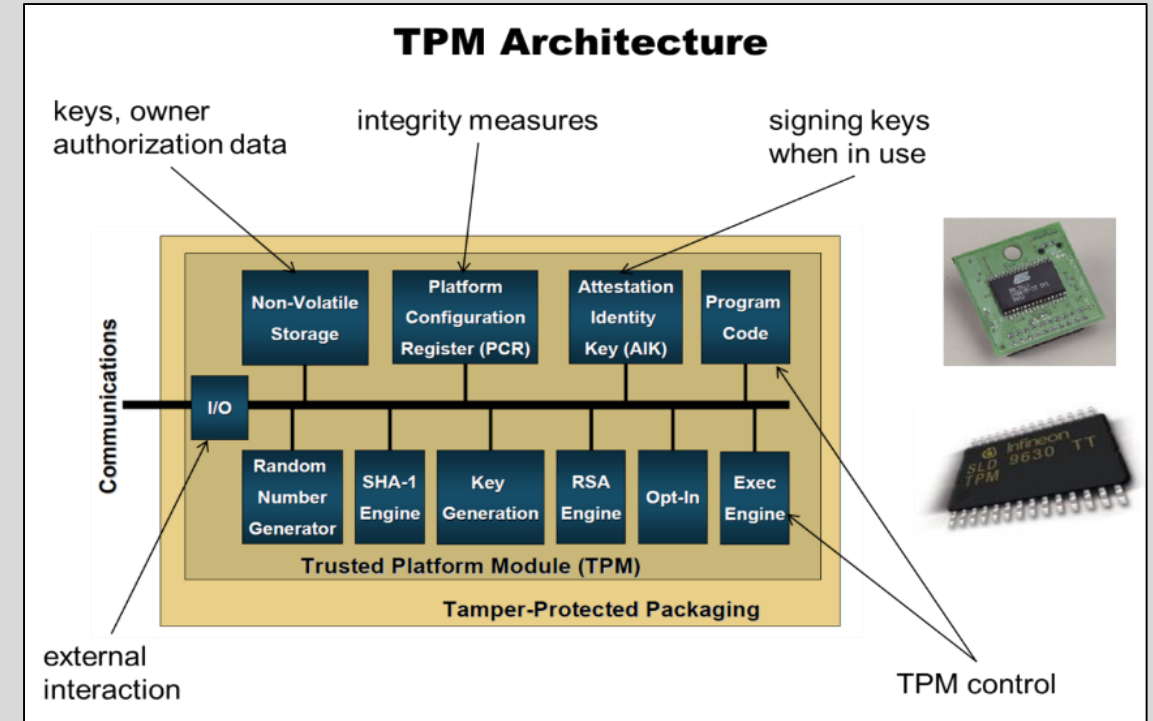 TPM Architecture
keys, owner
authorization data
integrity measures
signing keys
when in use
Non-Volatile
Storage
Platform
Configuration
Register (PCR)
Attestation
Identity
Key (AIK)
Program
Code
Communications
I/O
Random
Number
Generator
SHA-1
Engine
Key
Generation
RSA
Engine
Opt-In
Exec
Engine
Trusted Platform Module (TPM)
Tamper-Protected Packaging
external
interaction
TPM control
Infineon
SLD 9630 TT
TPM